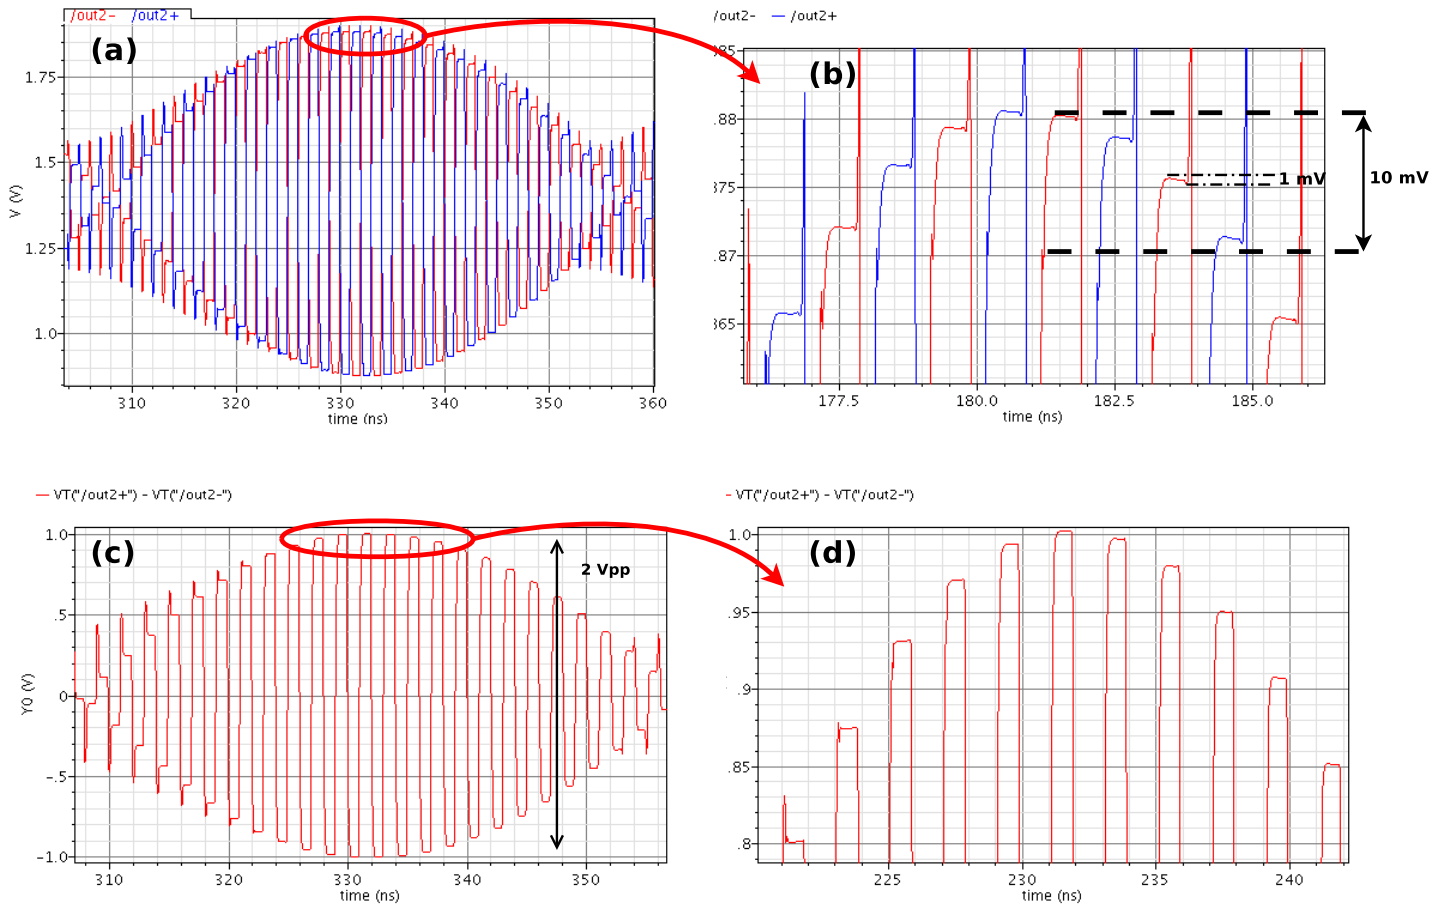 /out2- /out2+
(a)
1.75
1.5
1.25
1.0
V (V)
310 320 330 340 350 360
time (ns)
/out2- — /out2+
(b)
.88
.87
10 mV
1 mV
177.5 180.0 182.5 185.0
time (ns)
— VT("/out2+") - VT("/out2-")
(c)
1.0
.5
0
-.5
-1.0
Y0 (V)
2 Vpp
310 320 330 340 350
time (ns)
- VT("/out2+") - VT("/out2-")
(d)
1.0
.95
.9
.85
.8
225 230 235 240
time (ns)